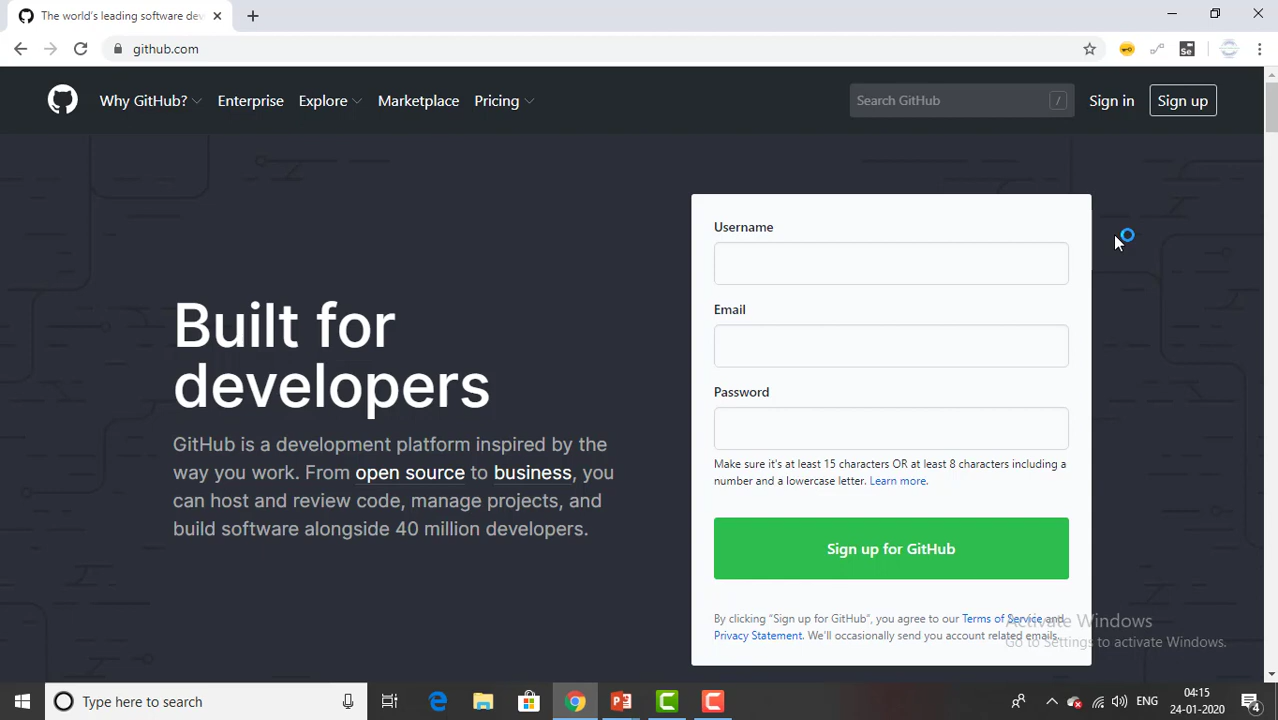 The world's leading software dev
github.com
Se
Why GitHub? Enterprise Explore Marketplace Pricing Search GitHub / Sign in Sign up
Username
Email
Password
Make sure it's at least 15 characters OR at least 8 characters including a
number and a lowercase letter. Learn more.
Built for
developers
GitHub is a development platform inspired by the
way you work. From open source to business, you
can host and review code, manage projects, and
build software alongside 40 million developers.
Sign up for GitHub
By clicking “Sign up for GitHub”, you agree to our Terms of Service and
Privacy Statement. We'll occasionally send you account related emails.
Activate Windows
Go to Settings to activate Windows.
Type here to search
ENG
04:15
24-01-2020
4